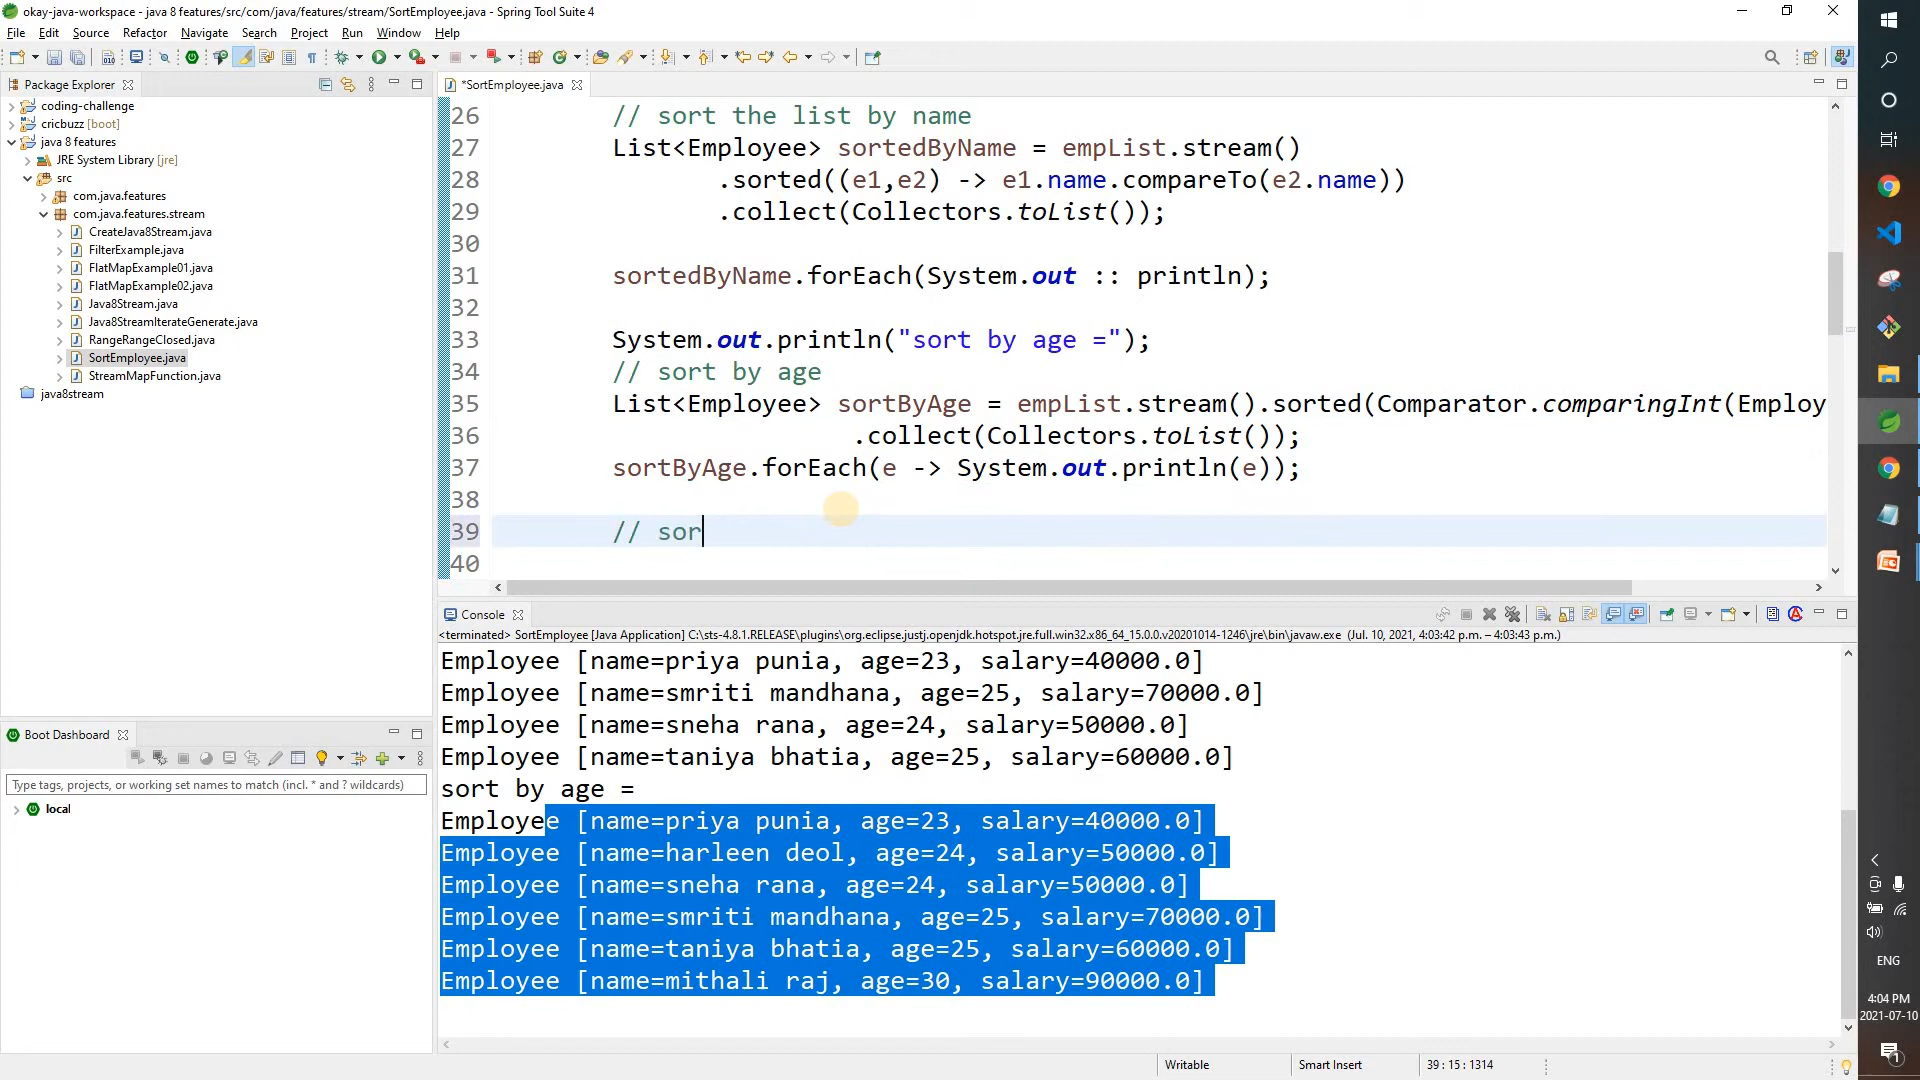 okay-java-workspace - java 8 features/src/com/java/features/stream/SortEmployee.java - Spring Tool Suite 4
File Edit Source Refactor Navigate Search Project Run Window Help
Package Explorer
coding-challenge
cricbuzz [boot]
java 8 features
JRE System Library [jre]
src
com.java.features
com.java.features.stream
CreateJava8Stream.java
FilterExample.java
FlatMapExample01.java
FlatMapExample02.java
Java8Stream.java
Java8StreamIterateGenerate.java
RangeRangeClosed.java
SortEmployee.java
StreamMapFunction.java
java8stream
Boot Dashboard
Type tags, projects, or working set names to match (incl. * and ? wildcards)
local
*SortEmployee.java
26 // sort the list by name
27 List<Employee> sortedByName = empList.stream()
28 .sorted((e1,e2) -> e1.name.compareTo(e2.name))
29 .collect(Collectors.toList());
30
31 sortedByName.forEach(System.out :: println);
32
33 System.out.println("sort by age =");
34 // sort by age
35 List<Employee> sortByAge = empList.stream().sorted(Comparator.comparingInt(Employ
36 .collect(Collectors.toList());
37 sortByAge.forEach(e -> System.out.println(e));
38
39 // sor
40
Console
<terminated> SortEmployee [Java Application] C:\sts-4.8.1.RELEASE\plugins\org.eclipse.justj.openjdk.hotspot.jre.full.win32.x86_64_15.0.0.v20201014-1246\jre\bin\javaw.exe (Jul. 10, 2021, 4:03:42 p.m. – 4:03:43 p.m.)
Employee [name=priya punia, age=23, salary=40000.0]
Employee [name=smriti mandhana, age=25, salary=70000.0]
Employee [name=sneha rana, age=24, salary=50000.0]
Employee [name=taniya bhatia, age=25, salary=60000.0]
sort by age =
Employee [name=priya punia, age=23, salary=40000.0]
Employee [name=harleen deol, age=24, salary=50000.0]
Employee [name=sneha rana, age=24, salary=50000.0]
Employee [name=smriti mandhana, age=25, salary=70000.0]
Employee [name=taniya bhatia, age=25, salary=60000.0]
Employee [name=mithali raj, age=30, salary=90000.0]
Writable Smart Insert 39 : 15 : 1314
ENG
4:04 PM
2021-07-10
1